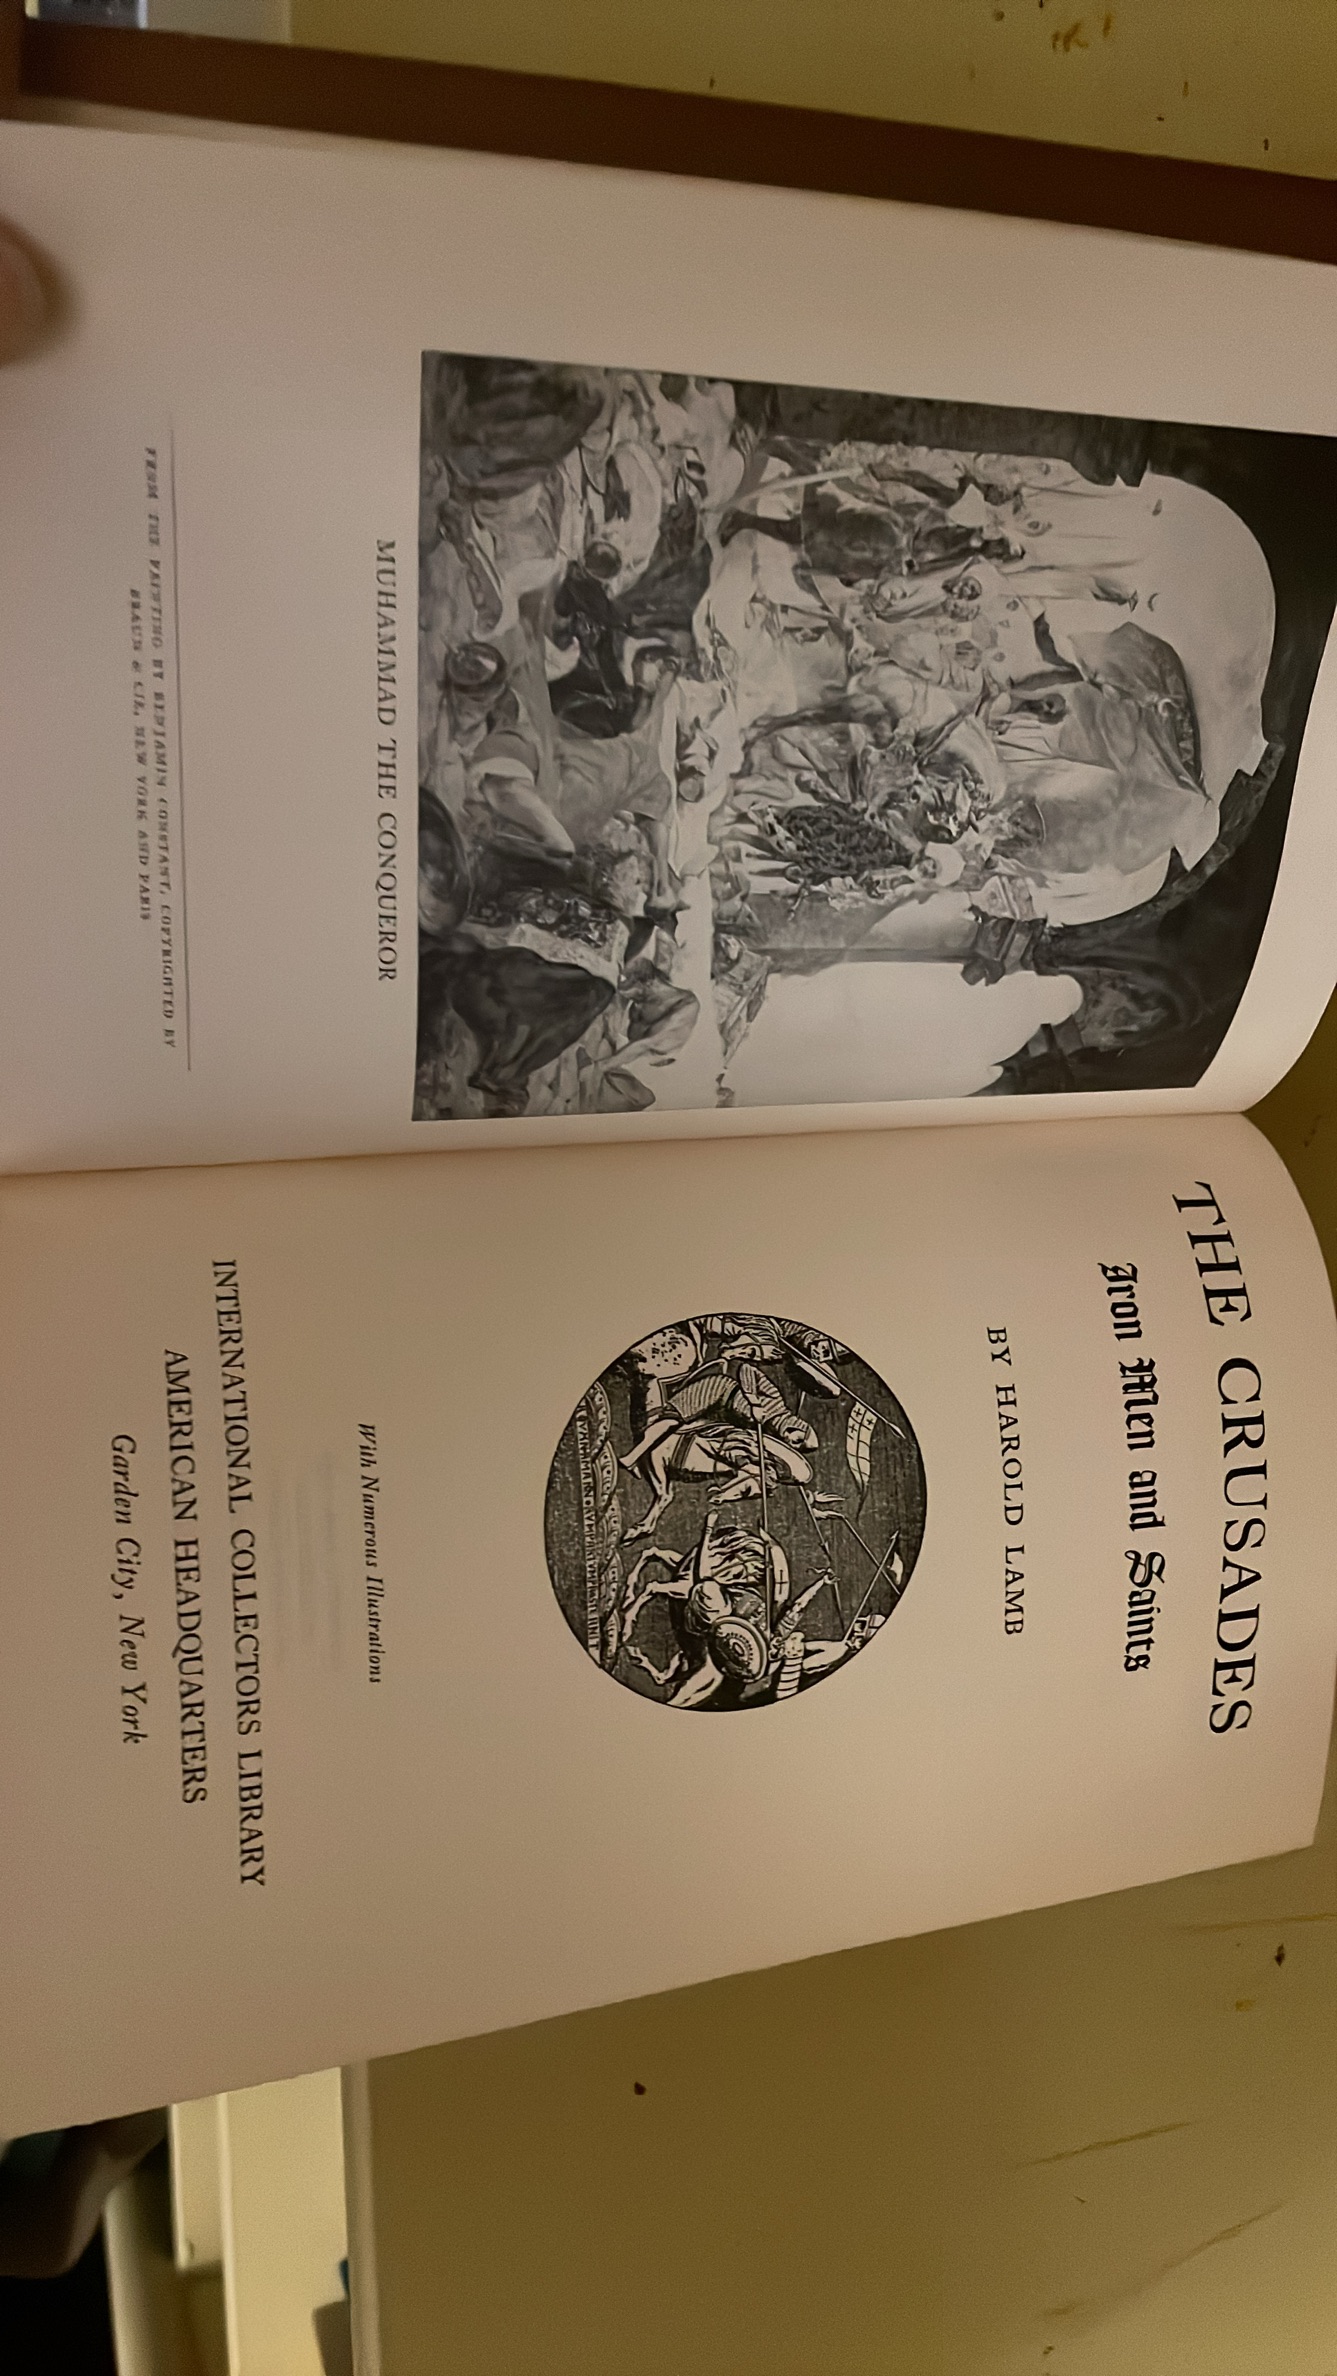 MUHAMMAD THE CONQUEROR
FROM THE PAINTING BY BENJAMIN CONSTANT, COPYRIGHTED BY
BRAUN & CIE, NEW YORK AND PARIS
THE CRUSADES
Iron Men and Saints
BY HAROLD LAMB
With Numerous Illustrations
INTERNATIONAL COLLECTORS LIBRARY
AMERICAN HEADQUARTERS
Garden City, New York